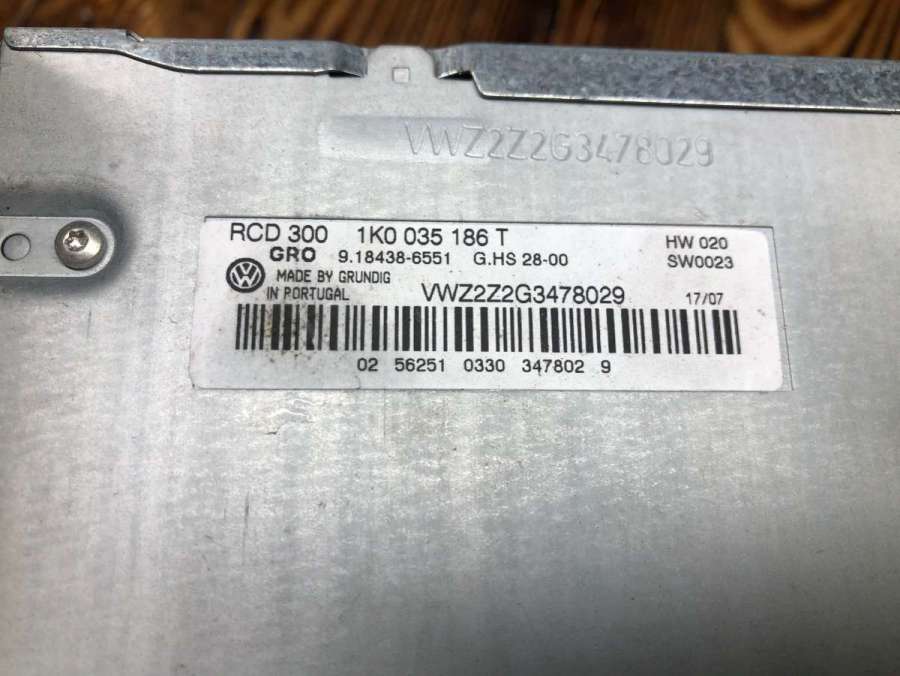 VWZ2Z2G3478029
RCD 300 1K0 035 186 T
HW 020
GRO 9.18438-6551 G.HS 28-00
SW0023
VW
MADE BY GRUNDIG
IN PORTUGAL
VWZ2Z2G3478029
17/07
02 56251 0330 347802 9